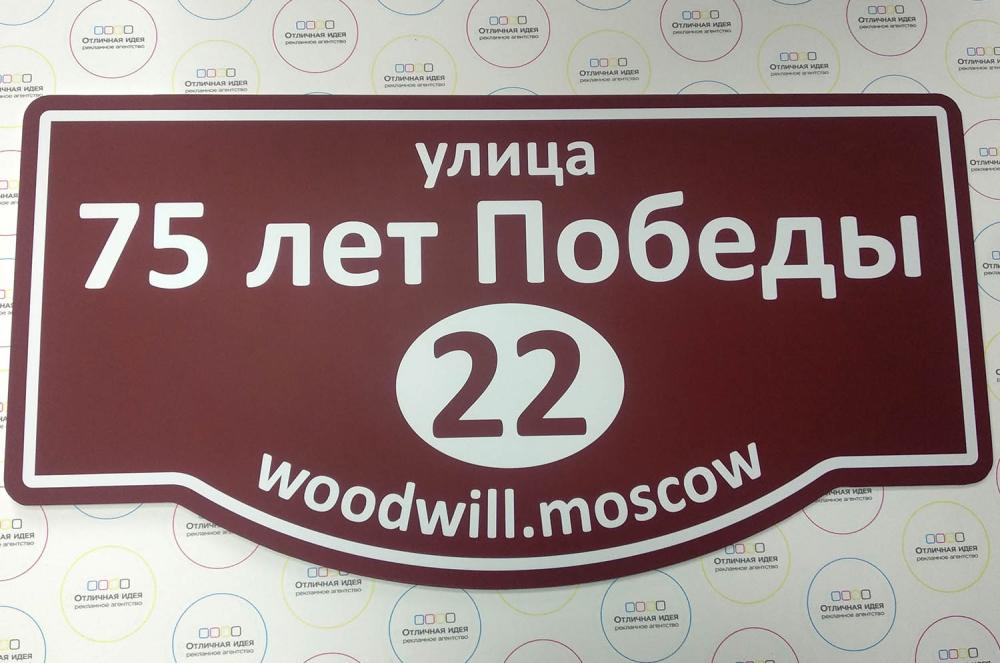 улица
75 лет Победы
22
woodwill.moscow
Отличная идея
рекламное агентство